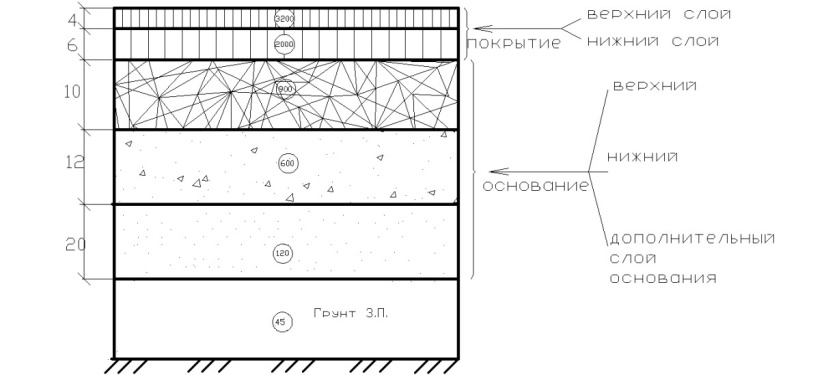 4
3200
верхний слой
6
2000
покрытие
нижний слой
10
900
верхний
12
600
нижний
основание
20
120
дополнительный
слой
основания
45
Грунт З.П.